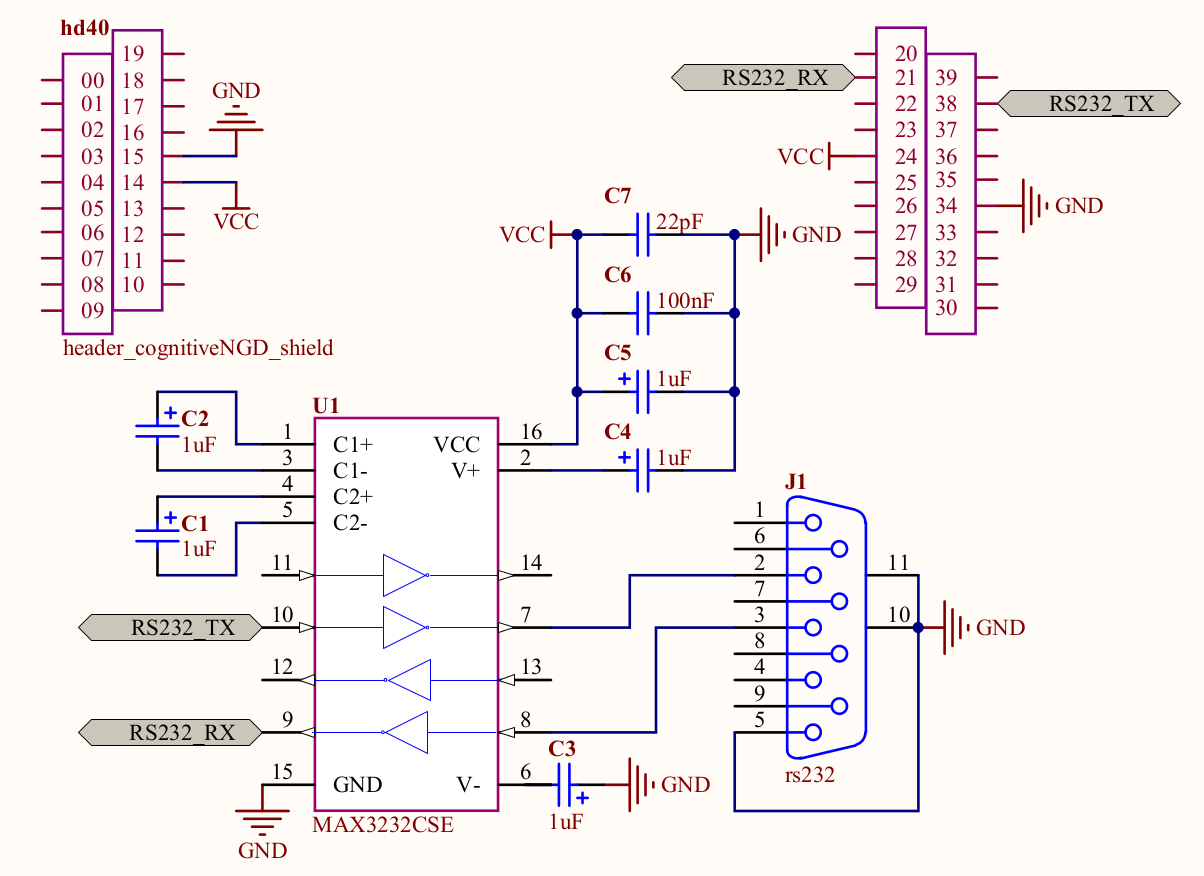 hd40
19
00 18
01 17
02 16
03 15
04 14
05 13
06 12
07 11
08 10
09
GND
VCC
header_cognitiveNGD_shield
RS232_RX
RS232_TX
20
21 39
22 38
23 37
VCC 24 36
25 35
26 34 GND
27 33
28 32
29 31
30
C7
VCC 22pF GND
C6
100nF
C5
+ 1uF
C4
+ 1uF
+ C2
1uF
+ C1
1uF
U1
1 C1+ VCC 16
3 C1- V+ 2
4 C2+
5 C2-
11 14
RS232_TX 10 7
12 13
RS232_RX 9 8
15 GND V- 6
GND
MAX3232CSE
C3
+
1uF
GND
J1
1
6
2 11
7
3 10 GND
8
4
9
5
rs232